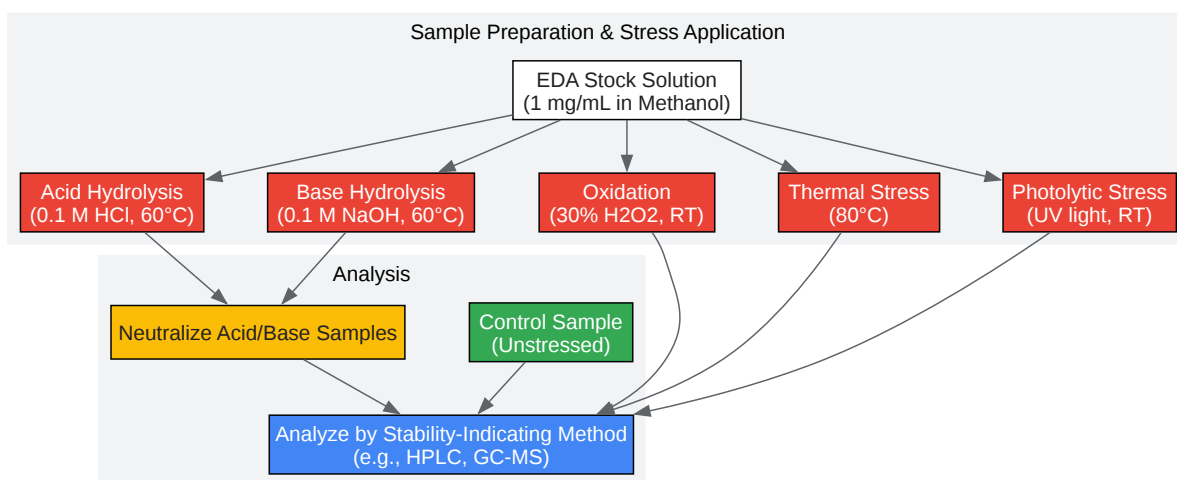 Sample Preparation & Stress Application
EDA Stock Solution
(1 mg/mL in Methanol)
Acid Hydrolysis
(0.1 M HCl, 60°C)
Base Hydrolysis
(0.1 M NaOH, 60°C)
Oxidation
(30% H2O2, RT)
Thermal Stress
(80°C)
Photolytic Stress
(UV light, RT)
Analysis
Neutralize Acid/Base Samples
Control Sample
(Unstressed)
Analyze by Stability-Indicating Method
(e.g., HPLC, GC-MS)